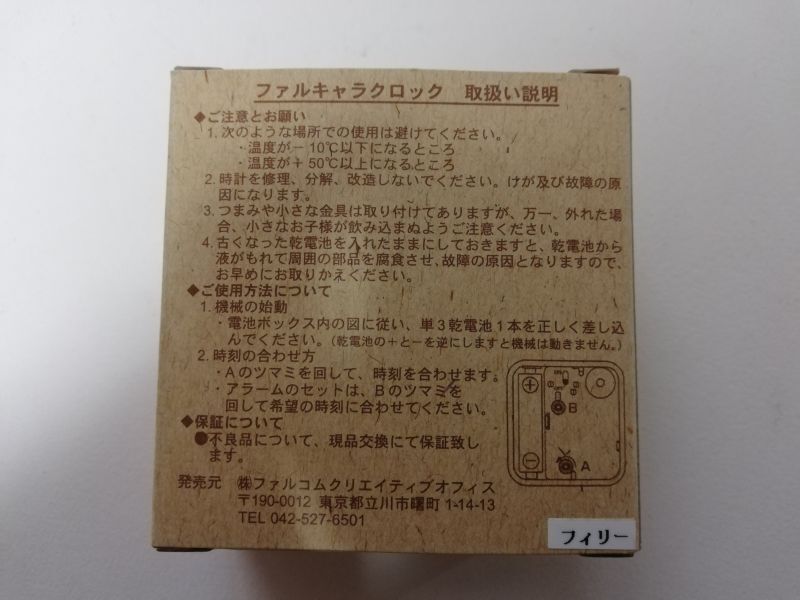 ファルキャラクロック 取扱い説明
◆ご注意とお願い
1. 次のような場所での使用は避けてください。
・温度が－10℃以下になるところ
・温度が＋50℃以上になるところ
2. 時計を修理、分解、改造しないでください。けが及び故障の原
因になります。
3. つまみや小さな金具は取り付けてありますが、万一、外れた場
合、小さなお子様が飲み込まぬようご注意ください。
4. 古くなった乾電池を入れたままにしておきますと、乾電池から
液がもれて周囲の部品を腐食させ、故障の原因となりますので、
お早めにお取りかえください。
◆ご使用方法について
1. 機械の始動
・電池ボックス内の図に従い、単3乾電池1本を正しく差し込
んでください。（乾電池の＋と－を逆にしますと機械は動きません。）
2. 時刻の合わせ方
・Aのツマミを回して、時刻を合わせます。
・アラームのセットは、Bのツマミを
回して希望の時刻に合わせてください。
B
A
◆保証について
●不良品について、現品交換にて保証致し
ます。
発売元 ㈱ファルコムクリエイティブオフィス
〒190-0012 東京都立川市曙町 1-14-13
TEL 042-527-6501
フィリー